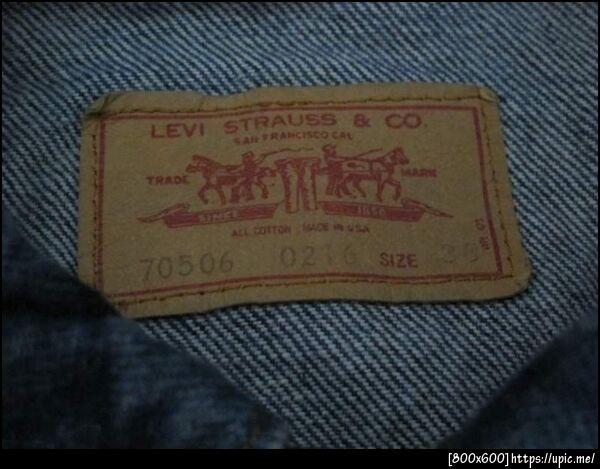 LEVI STRAUSS & CO.
SAN FRANCISCO CAL
TRADE MARK
SINCE 1850
ALL COTTON MADE IN U.S.A
70506 0216 SIZE 38
[800x600]https://upic.me/